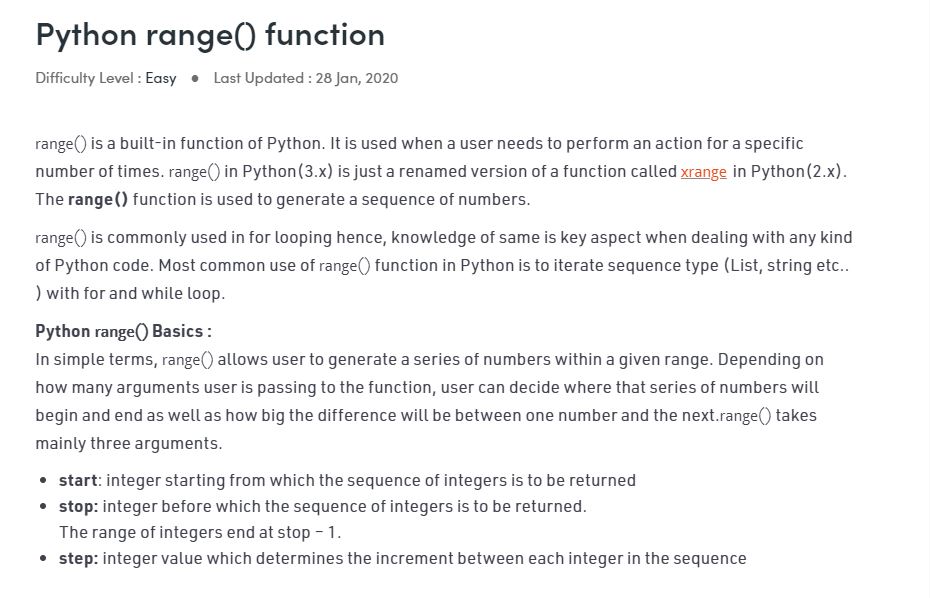 Python range() function
Difficulty Level : Easy ● Last Updated : 28 Jan, 2020
range() is a built-in function of Python. It is used when a user needs to perform an action for a specific
number of times. range() in Python(3.x) is just a renamed version of a function called xrange in Python(2.x).
The range() function is used to generate a sequence of numbers.
range() is commonly used in for looping hence, knowledge of same is key aspect when dealing with any kind
of Python code. Most common use of range() function in Python is to iterate sequence type (List, string etc..
) with for and while loop.
Python range() Basics :
In simple terms, range() allows user to generate a series of numbers within a given range. Depending on
how many arguments user is passing to the function, user can decide where that series of numbers will
begin and end as well as how big the difference will be between one number and the next.range() takes
mainly three arguments.
• start: integer starting from which the sequence of integers is to be returned
• stop: integer before which the sequence of integers is to be returned.
The range of integers end at stop – 1.
• step: integer value which determines the increment between each integer in the sequence